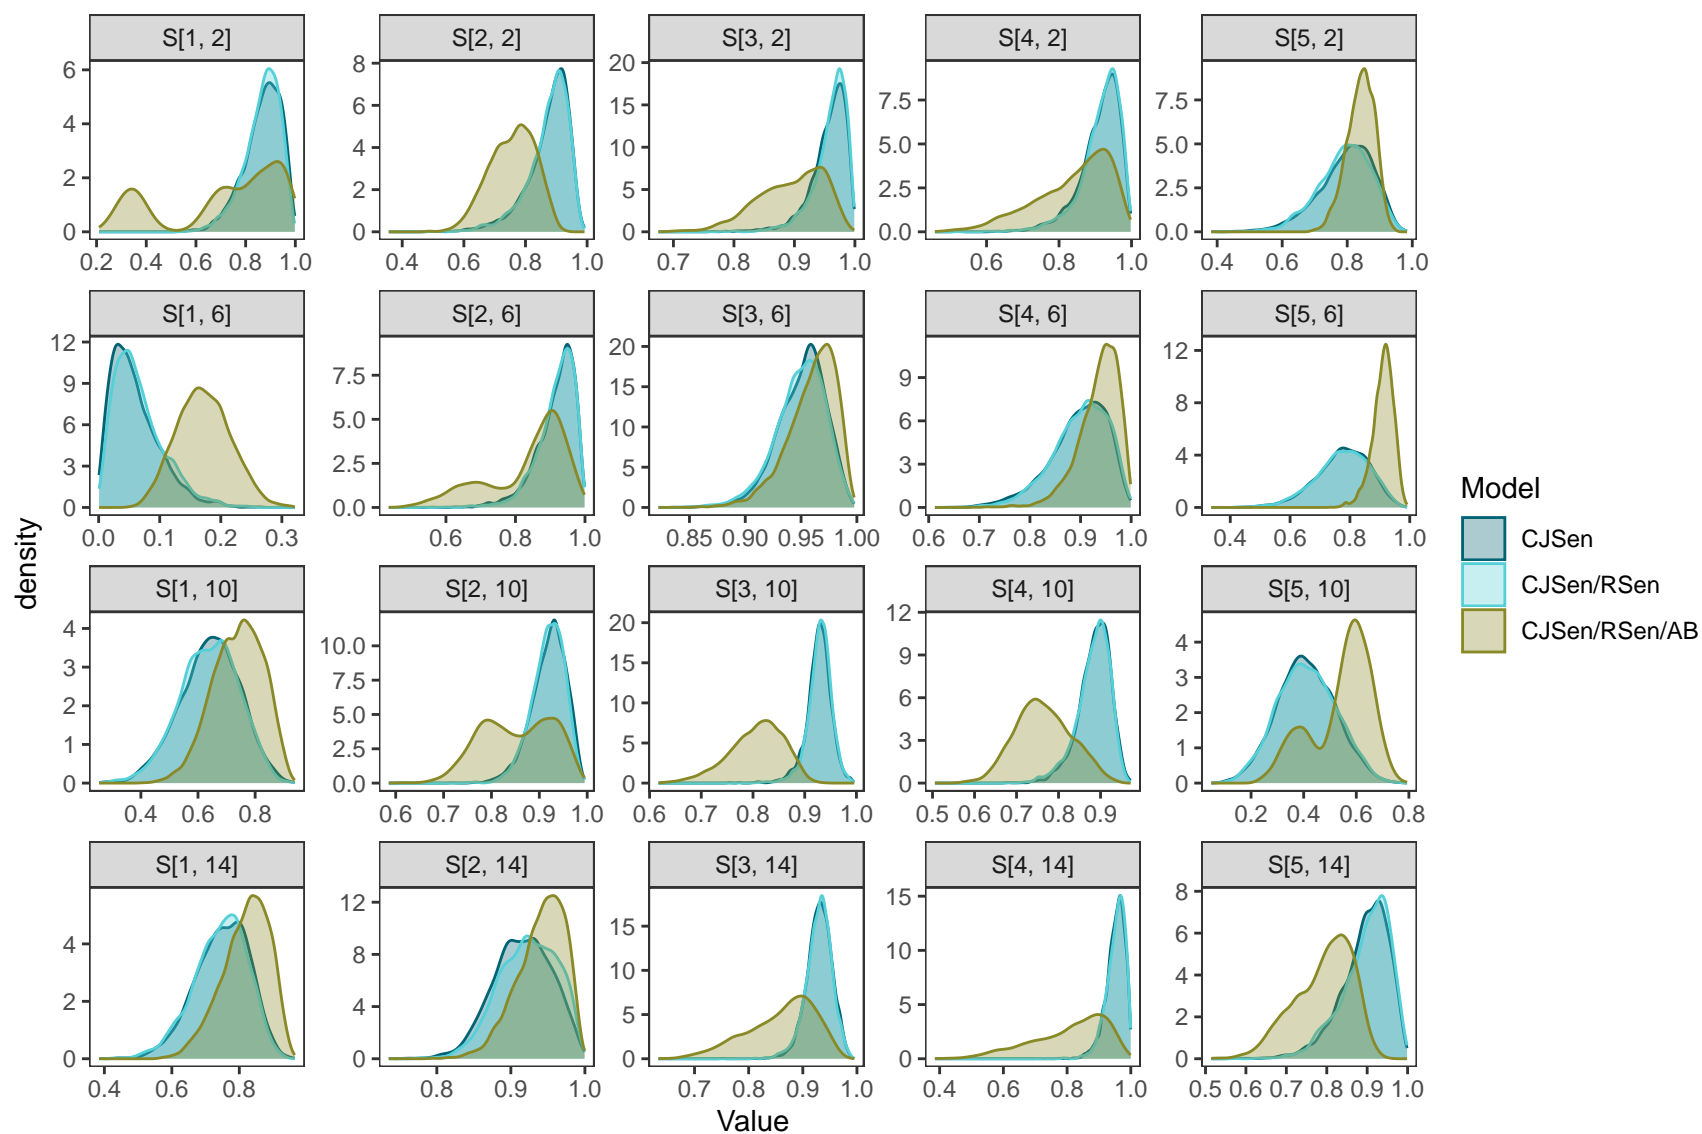 S[1, 2] S[2, 2] S[3, 2] S[4, 2] S[5, 2]
6 4 2 0
8 6 4 2 0
20 15 10 5 0
7.5 5.0 2.5 0.0
7.5 5.0 2.5 0.0
0.2 0.4 0.6 0.8 1.0
0.4 0.6 0.8 1.0
0.7 0.8 0.9 1.0
0.6 0.8 1.0
0.4 0.6 0.8 1.0
S[1, 6] S[2, 6] S[3, 6] S[4, 6] S[5, 6]
12 9 6 3 0
7.5 5.0 2.5 0.0
20 15 10 5 0
9 6 3 0
12 8 4 0
0.0 0.1 0.2 0.3
0.6 0.8 1.0
0.85 0.90 0.95 1.00
0.6 0.7 0.8 0.9 1.0
0.4 0.6 0.8 1.0
S[1, 10] S[2, 10] S[3, 10] S[4, 10] S[5, 10]
4 3 2 1 0
10.0 7.5 5.0 2.5 0.0
20 15 10 5 0
12 9 6 3 0
4 3 2 1 0
0.4 0.6 0.8
0.6 0.7 0.8 0.9 1.0
0.6 0.7 0.8 0.9 1.0
0.5 0.6 0.7 0.8 0.9
0.2 0.4 0.6 0.8
S[1, 14] S[2, 14] S[3, 14] S[4, 14] S[5, 14]
4 2 0
12 8 4 0
15 10 5 0
15 10 5 0
8 6 4 2 0
0.4 0.6 0.8
0.8 0.9 1.0
0.7 0.8 0.9 1.0
0.4 0.6 0.8 1.0
0.5 0.6 0.7 0.8 0.9 1.0
density
Value
Model
CJSen
CJSen/RSen
CJSen/RSen/AB